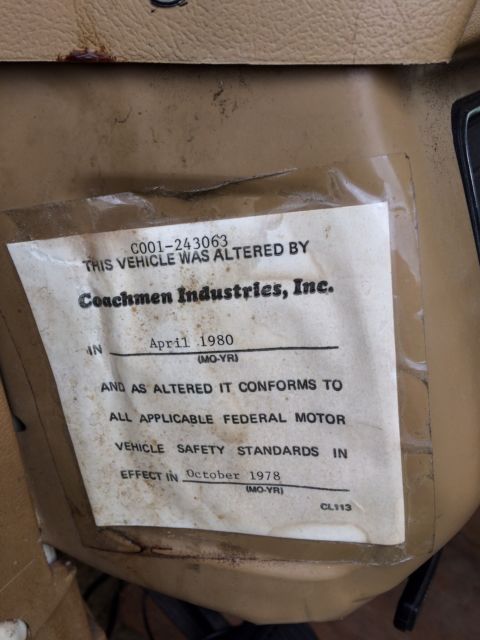 C001-243063
THIS VEHICLE WAS ALTERED BY
Coachmen Industries, Inc.
IN April 1980
(MO-YR)
AND AS ALTERED IT CONFORMS TO
ALL APPLICABLE FEDERAL MOTOR
VEHICLE SAFETY STANDARDS IN
EFFECT IN October 1978
(MO-YR)
CL113